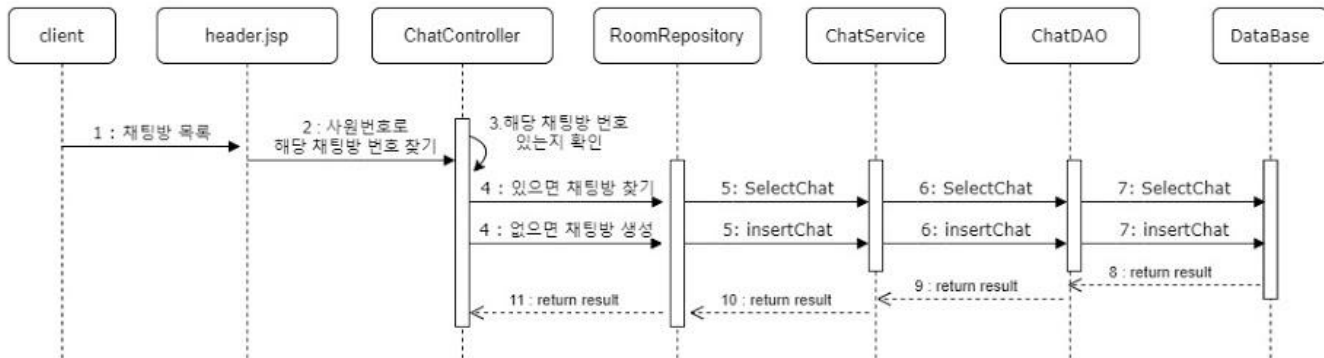 client
header.jsp
ChatController
RoomRepository
ChatService
ChatDAO
DataBase
1 : 채팅방 목록
2 : 사원번호로
해당 채팅방 번호 찾기
3.해당 채팅방 번호
있는지 확인
4 : 있으면 채팅방 찾기
5: SelectChat
6: SelectChat
7: SelectChat
4 : 없으면 채팅방 생성
5: insertChat
6: insertChat
7: insertChat
8 : return result
9 : return result
10 : return result
11 : return result